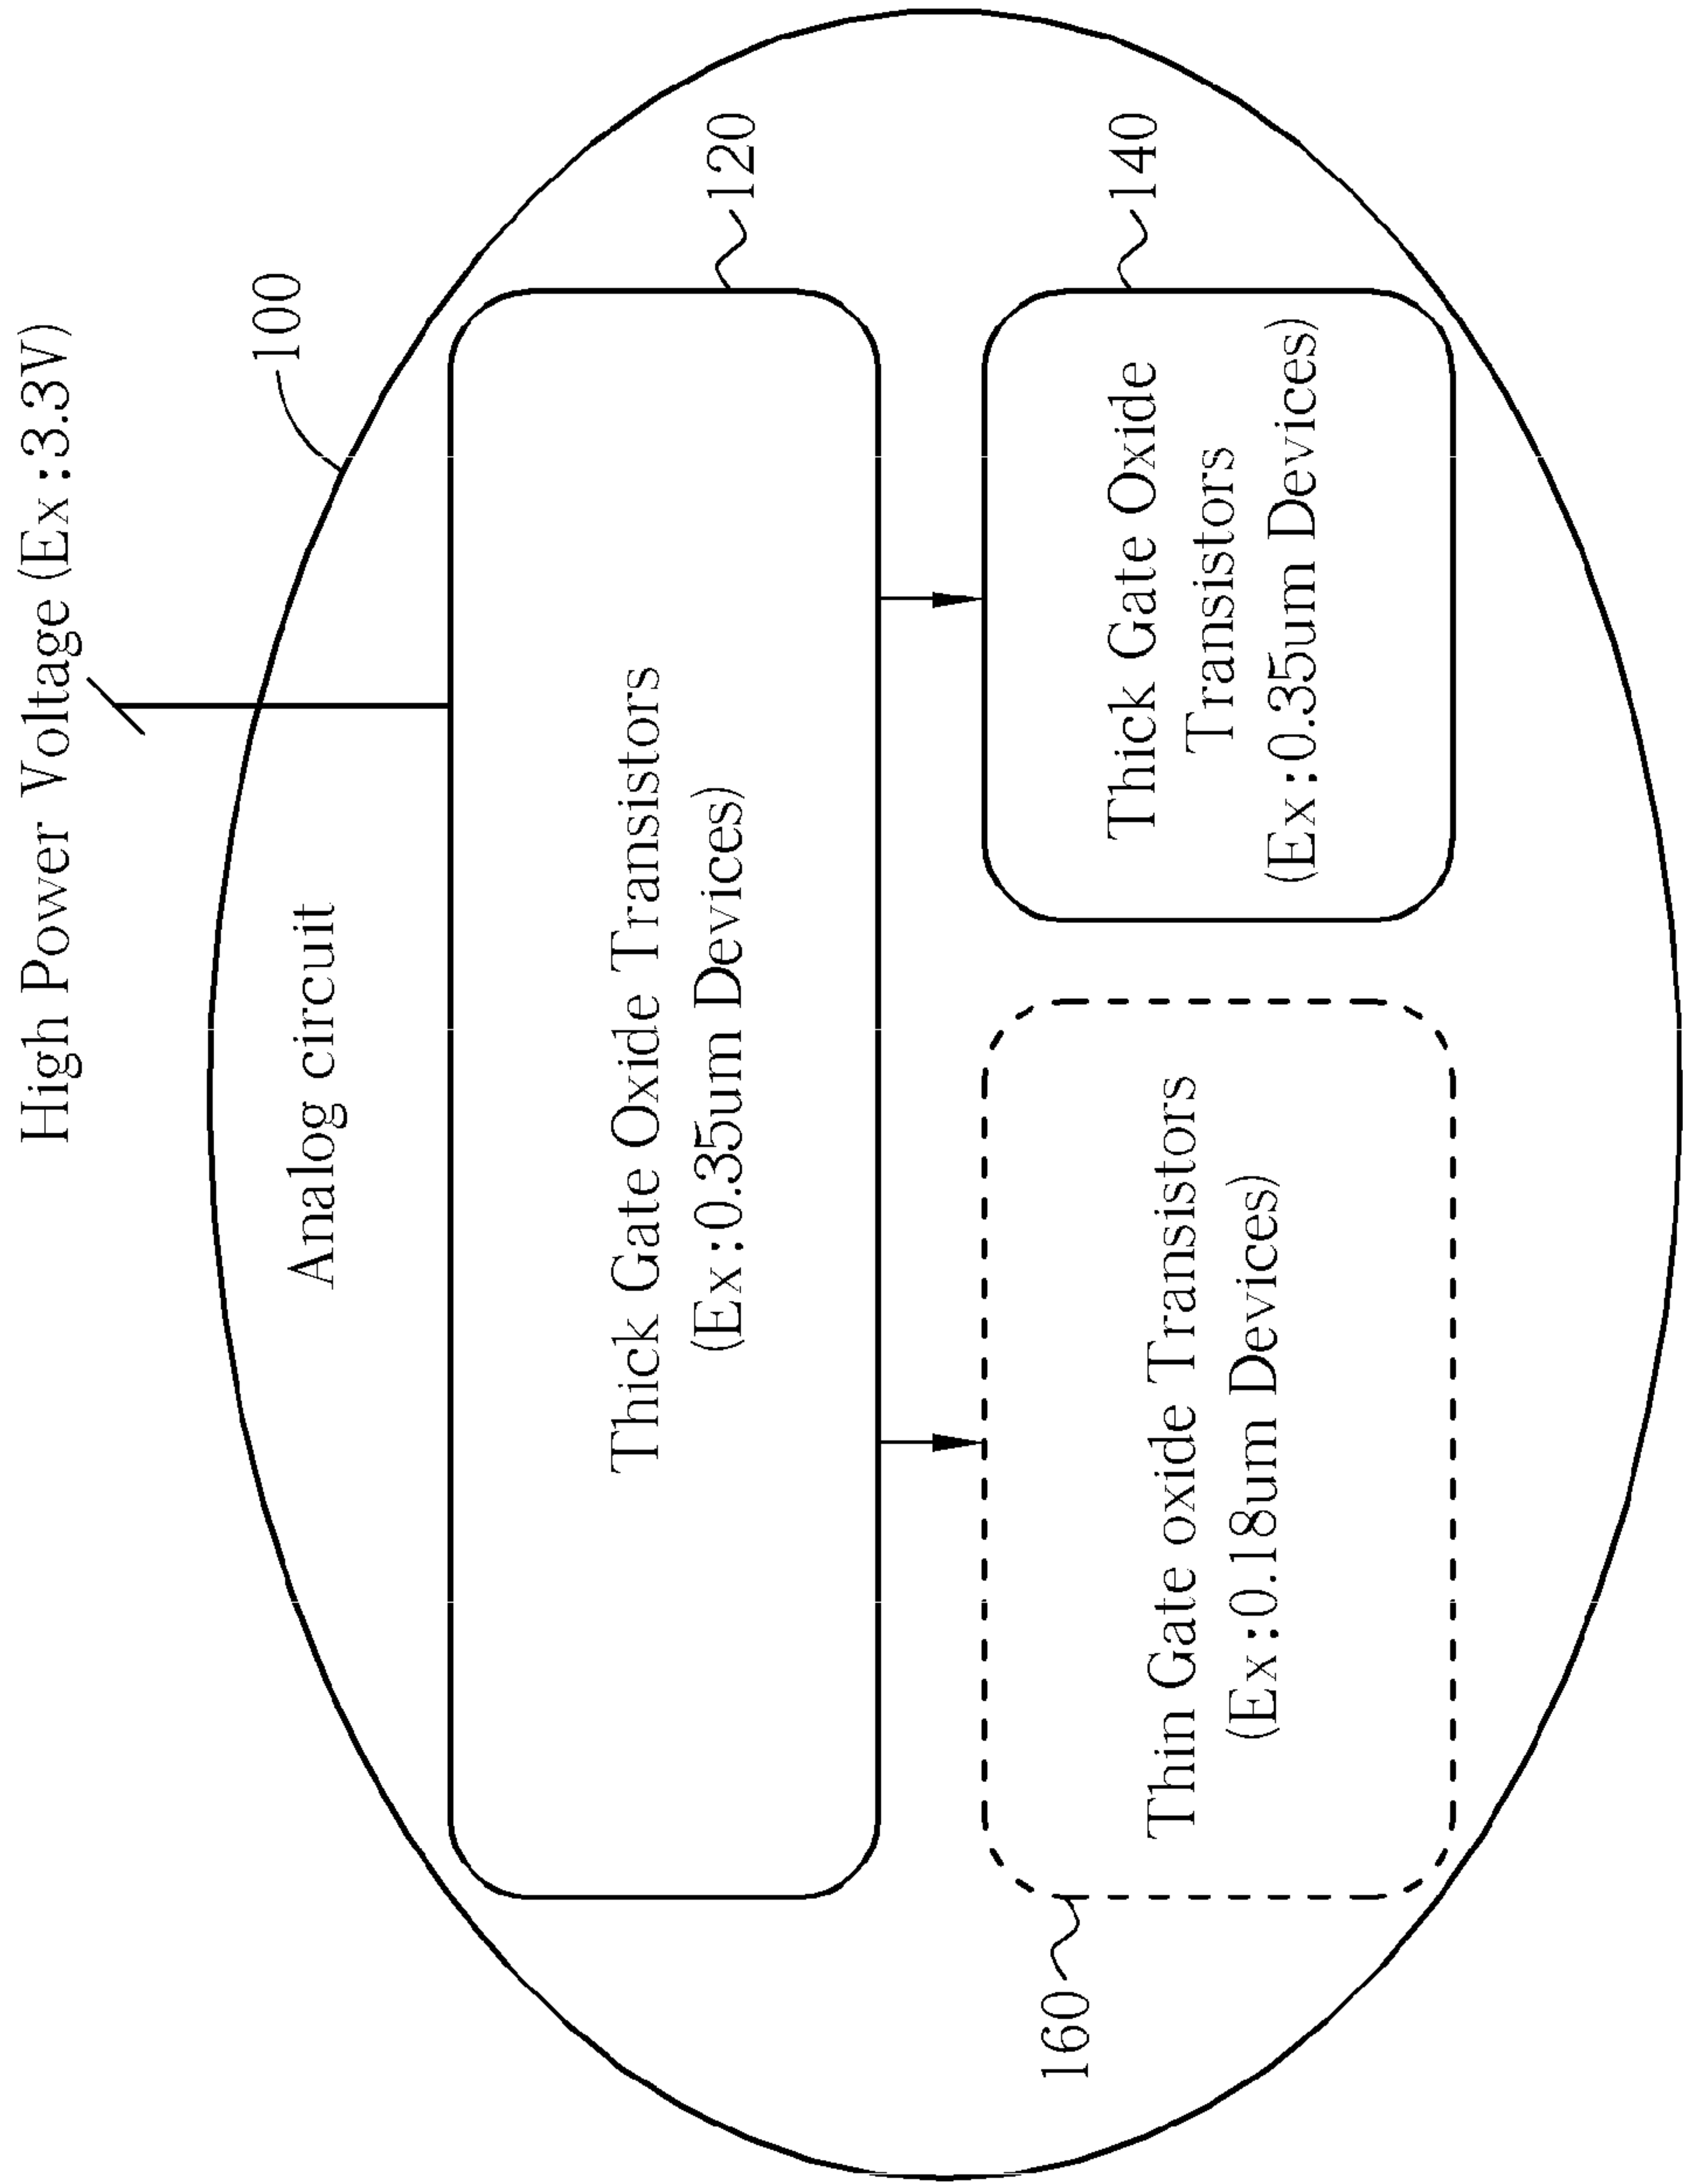 High Power Voltage (Ex:3.3V)
100
Analog circuit
Thick Gate Oxide Transistors
(Ex:0.35um Devices)
120
160
Thin Gate oxide Transistors
(Ex:0.18um Devices)
Thick Gate Oxide
Transistors
(Ex:0.35um Devices)
140